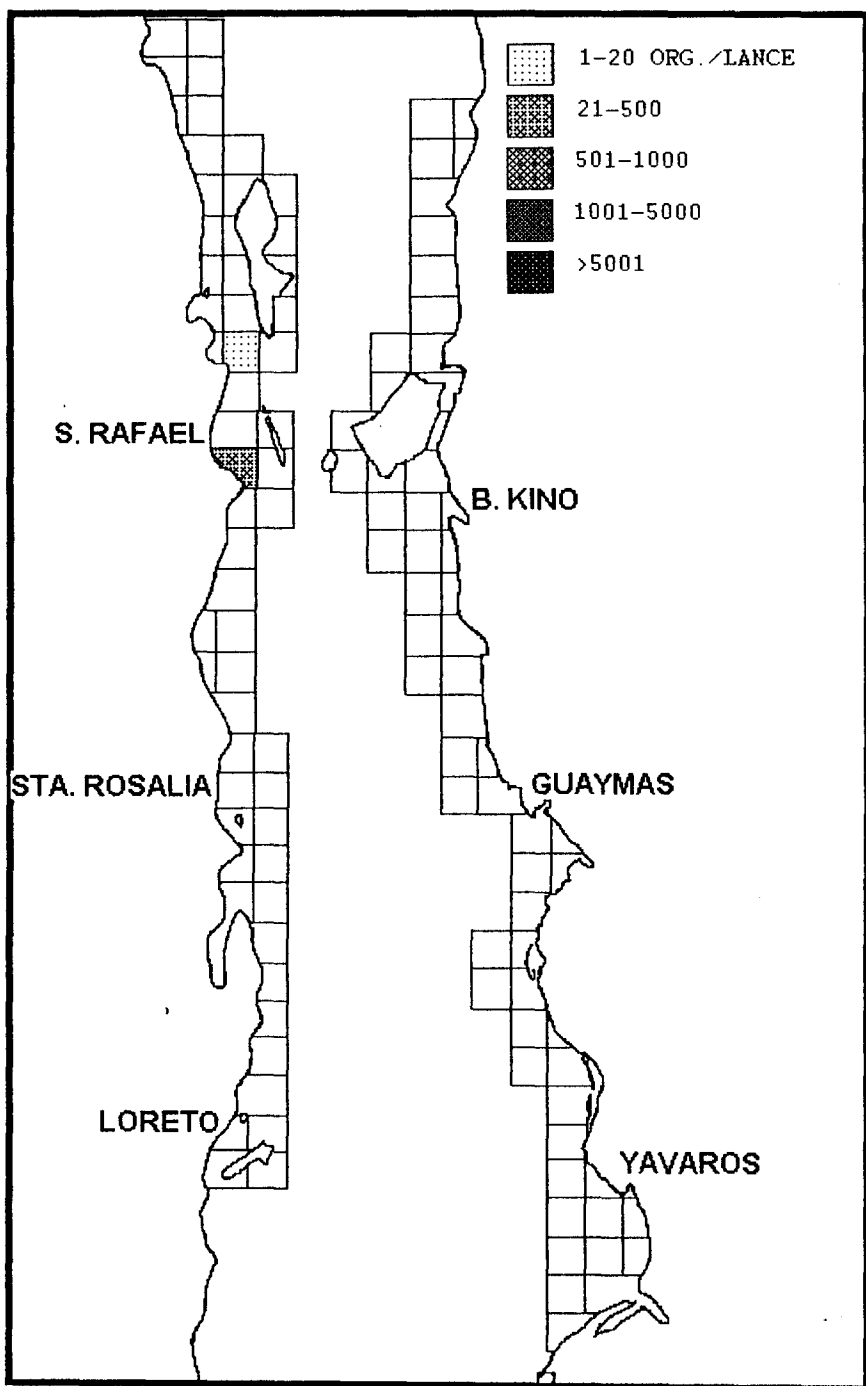 1-20 ORG./LANCE
21-500
501-1000
1001-5000
>5001
S. RAFAEL
B. KINO
STA. ROSALIA
GUAYMAS
LORETO
YAVAROS